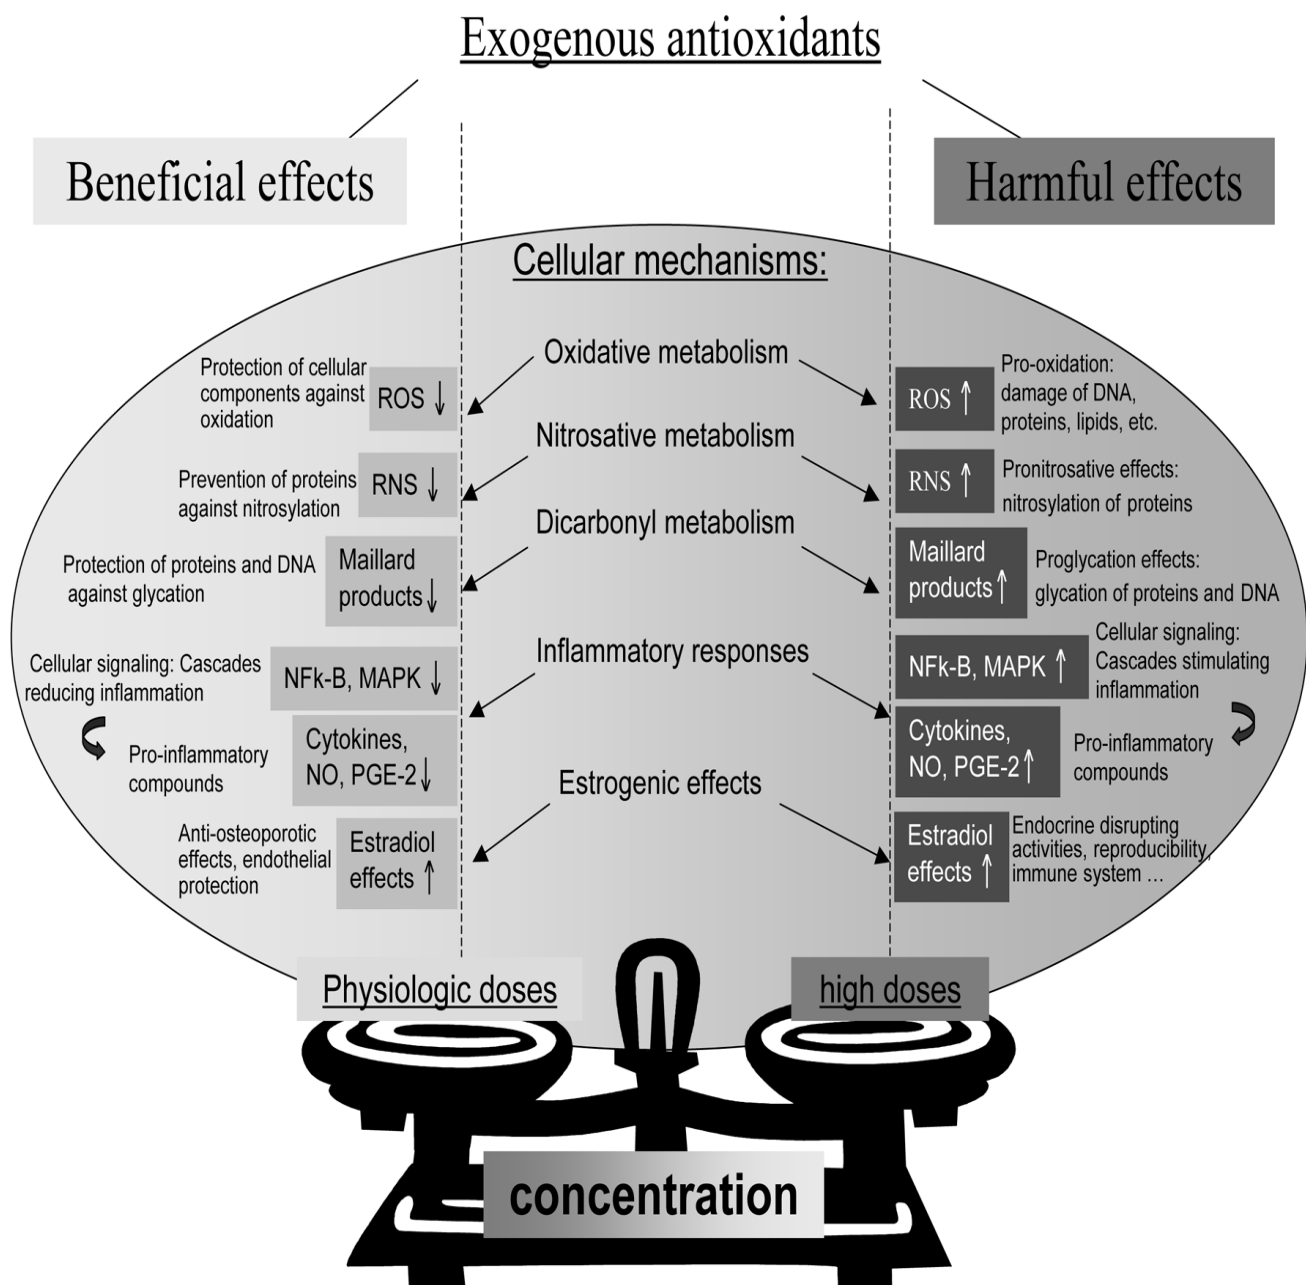 Exogenous antioxidants
Beneficial effects
Harmful effects
Cellular mechanisms:
Oxidative metabolism
Nitrosative metabolism
Dicarbonyl metabolism
Inflammatory responses
Estrogenic effects
Protection of cellular
components against
oxidation
ROS ↓
Prevention of proteins
against nitrosylation
RNS ↓
Protection of proteins and DNA
against glycation
Maillard
products ↓
Cellular signaling: Cascades
reducing inflammation
NFk-B, MAPK ↓
Pro-inflammatory
compounds
Cytokines,
NO, PGE-2 ↓
Anti-osteoporotic
effects, endothelial
protection
Estradiol
effects ↑
ROS ↑
Pro-oxidation:
damage of DNA,
proteins, lipids, etc.
RNS ↑
Pronitrosative effects:
nitrosylation of proteins
Maillard
products ↑
Proglycation effects:
glycation of proteins and DNA
NFk-B, MAPK ↑
Cellular signaling:
Cascades stimulating
inflammation
Cytokines,
NO, PGE-2 ↑
Pro-inflammatory
compounds
Estradiol
effects ↑
Endocrine disrupting
activities, reproducibility,
immune system ...
Physiologic doses
high doses
concentration